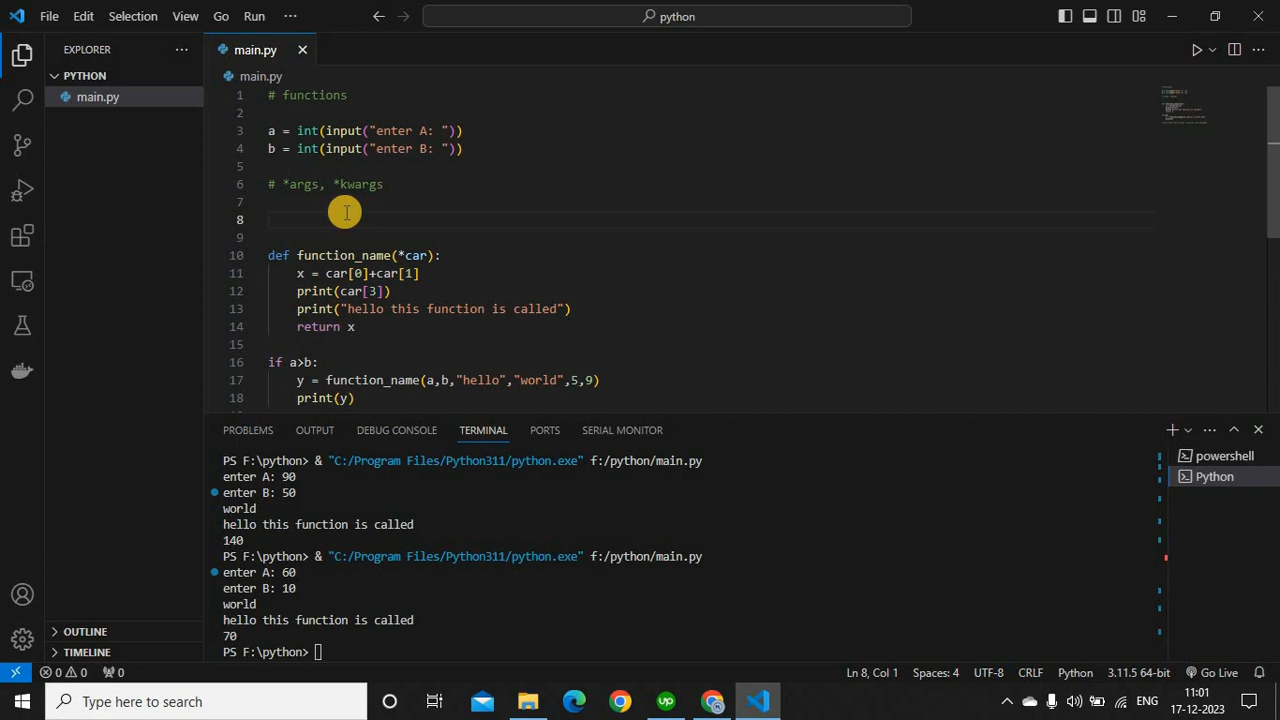 File Edit Selection View Go Run ··· python
EXPLORER ···
main.py
PYTHON
main.py
main.py
1 # functions
2
3 a = int(input("enter A: "))
4 b = int(input("enter B: "))
5
6 # *args, *kwargs
7
8
9
10 def function_name(*car):
11 x = car[0]+car[1]
12 print(car[3])
13 print("hello this function is called")
14 return x
15
16 if a>b:
17 y = function_name(a,b,"hello","world",5,9)
18 print(y)
PROBLEMS OUTPUT DEBUG CONSOLE TERMINAL PORTS SERIAL MONITOR
PS F:\python> & "C:/Program Files/Python311/python.exe" f:/python/main.py
enter A: 90
enter B: 50
world
hello this function is called
140
PS F:\python> & "C:/Program Files/Python311/python.exe" f:/python/main.py
enter A: 60
enter B: 10
world
hello this function is called
70
PS F:\python>
powershell
Python
OUTLINE
TIMELINE
0 0 0 Ln 8, Col 1 Spaces: 4 UTF-8 CRLF Python 3.11.5 64-bit Go Live
Type here to search
up
ENG
11:01
17-12-2023